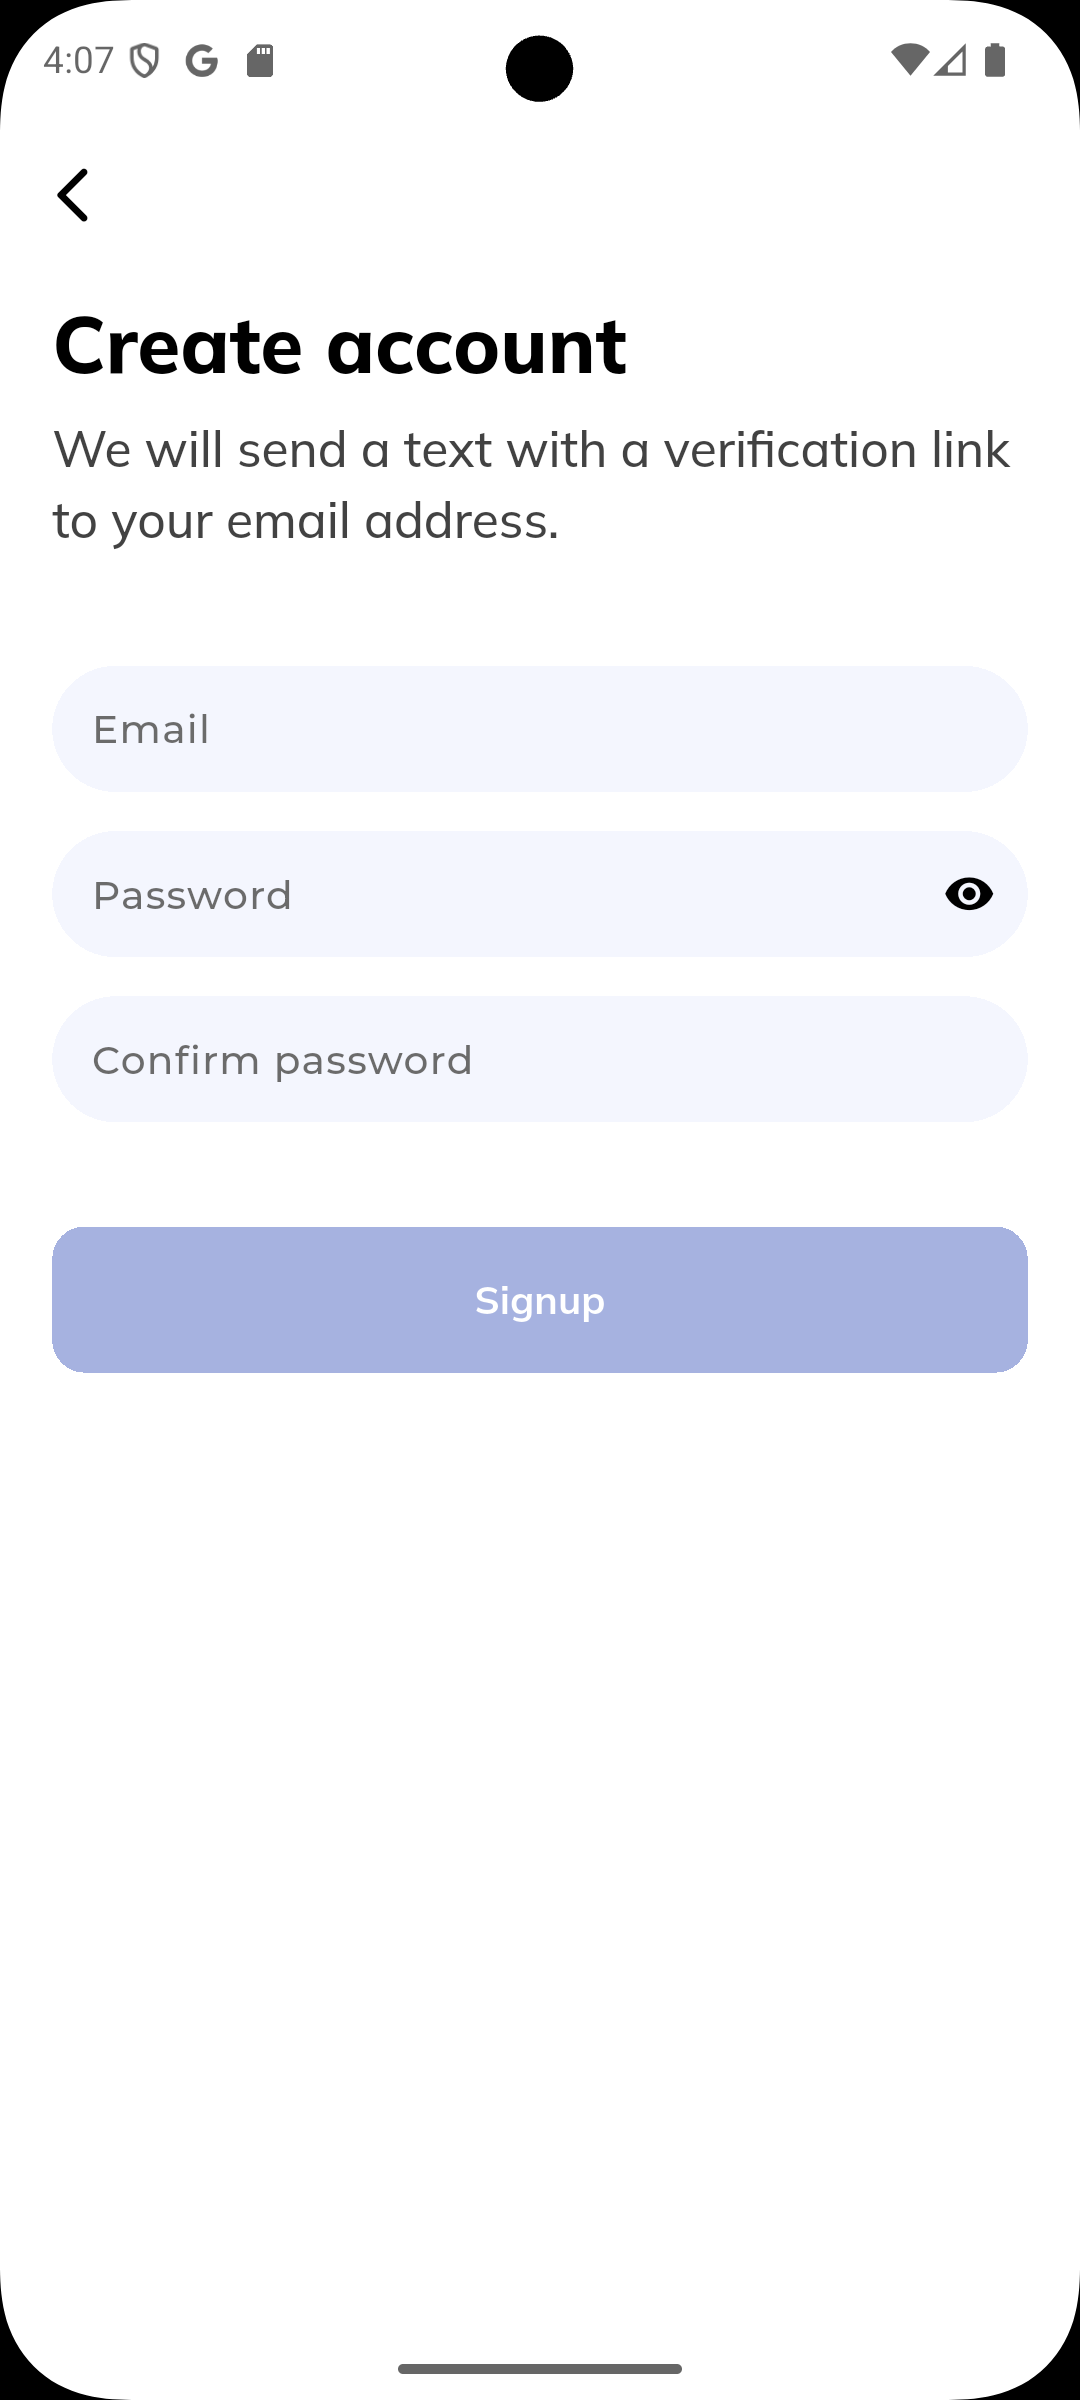 4:07
Create account
We will send a text with a verification link
to your email address.
Email
Password
Confirm password
Signup